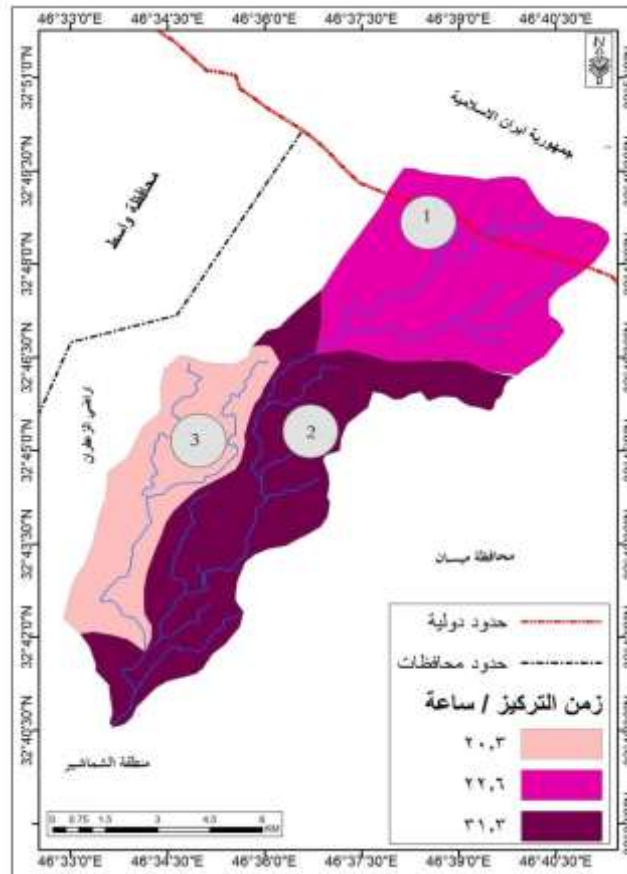 46°33'0"E 46°34'30"E 46°36'0"E 46°37'30"E 46°39'0"E 46°40'30"E
N
32°51'0"N
32°49'30"N
32°48'0"N
32°46'30"N
32°45'0"N
32°43'30"N
32°42'0"N
32°40'30"N
جمهورية ايران الاسلامية
محافظة واسط
1
اراضي الزعفران
3
2
محافظة ميسان
حدود دولية
حدود محافظات
زمن التركيز / ساعة
٢٠,٣
٢٢,٦
٣١,٣
منطقة الشماشير
0 0.75 1.5 3 4.5 6
KM
46°33'0"E 46°34'30"E 46°36'0"E 46°37'30"E 46°39'0"E 46°40'30"E